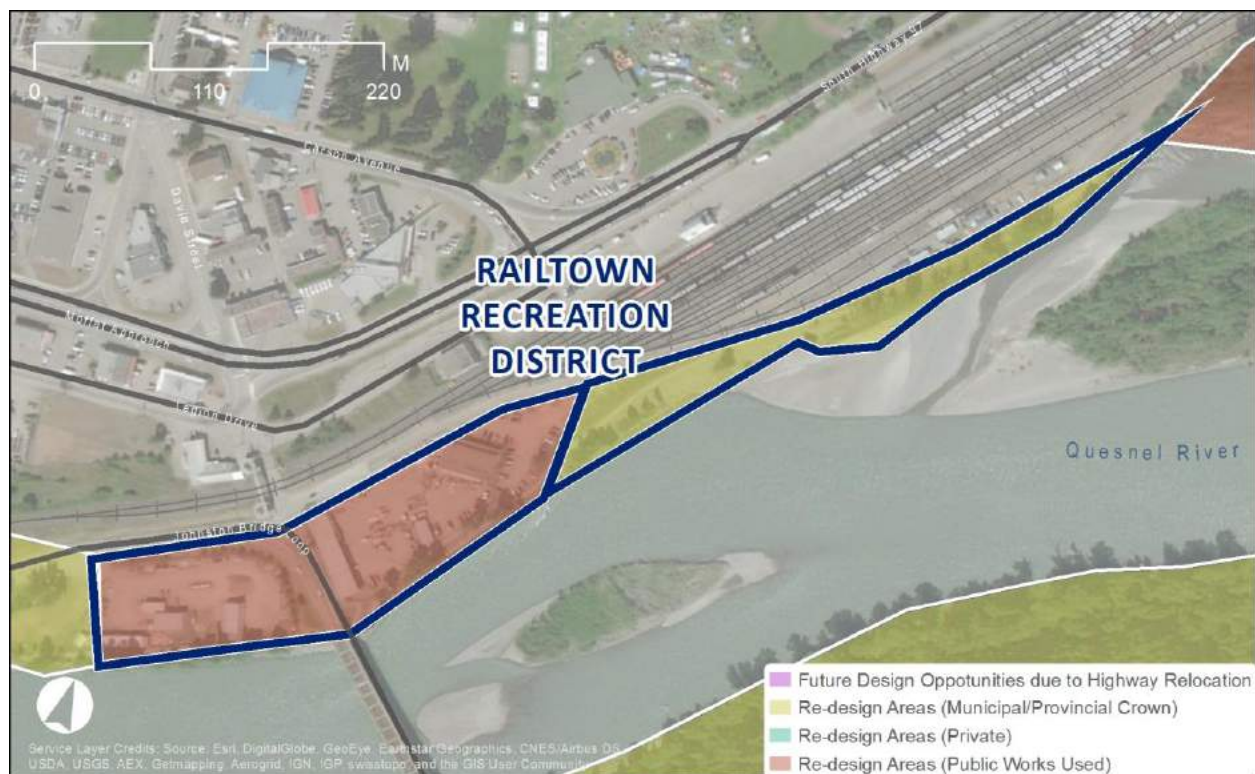 M
0 110 220
South Highway 97
Carson Avenue
Davie Street
RAILTOWN
RECREATION
DISTRICT
Moffat Approach
Legion Drive
Quesnel River
Johnston Bridge Loop
Future Design Oppotunities due to Highway Relocation
Re-design Areas (Municipal/Provincial Crown)
Re-design Areas (Private)
Re-design Areas (Public Works Used)
Service Layer Credits: Source: Esri, DigitalGlobe, GeoEye, Earthstar Geographics, CNES/Airbus DS,
USDA, USGS, AEX, Getmapping, Aerogrid, IGN, IGP, swisstopo, and the GIS User Community